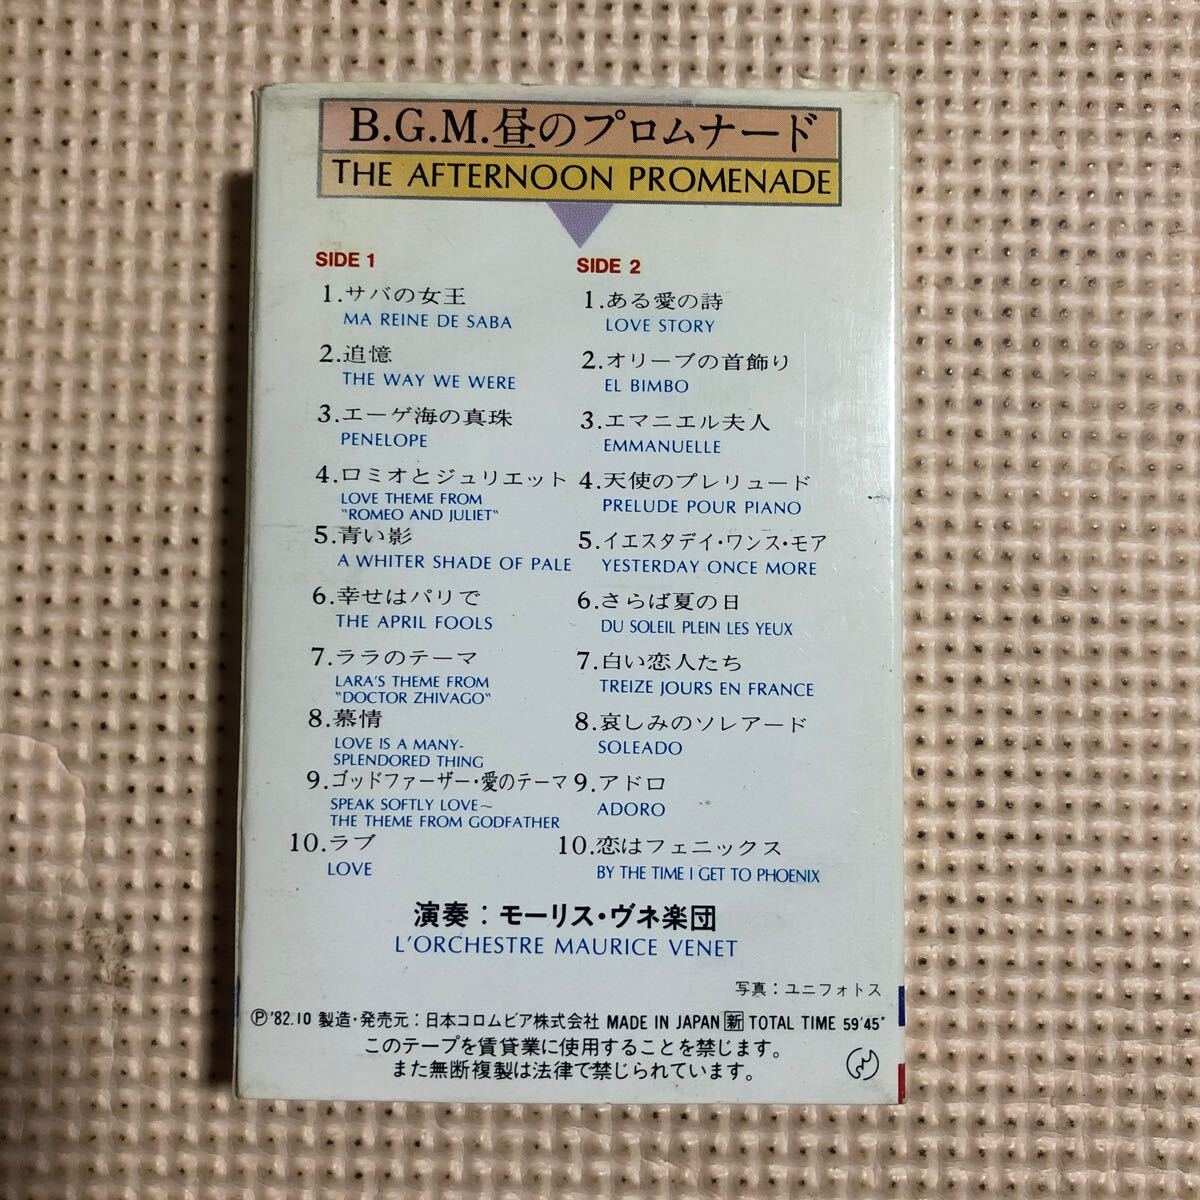 B.G.M.昼のプロムナード
THE AFTERNOON PROMENADE
SIDE 1
1.サバの女王
MA REINE DE SABA
2.追憶
THE WAY WE WERE
3.エーゲ海の真珠
PENELOPE
4.ロミオとジュリエット
LOVE THEME FROM
"ROMEO AND JULIET"
5.青い影
A WHITER SHADE OF PALE
6.幸せはパリで
THE APRIL FOOLS
7.ララのテーマ
LARA'S THEME FROM
"DOCTOR ZHIVAGO"
8.慕情
LOVE IS A MANY-
SPLENDORED THING
9.ゴッドファーザー・愛のテーマ
SPEAK SOFTLY LOVE~
THE THEME FROM GODFATHER
10.ラブ
LOVE
SIDE 2
1.ある愛の詩
LOVE STORY
2.オリーブの首飾り
EL BIMBO
3.エマニエル夫人
EMMANUELLE
4.天使のプレリュード
PRELUDE POUR PIANO
5.イエスタデイ・ワンス・モア
YESTERDAY ONCE MORE
6.さらば夏の日
DU SOLEIL PLEIN LES YEUX
7.白い恋人たち
TREIZE JOURS EN FRANCE
8.哀しみのソレアード
SOLEADO
9.アドロ
ADORO
10.恋はフェニックス
BY THE TIME I GET TO PHOENIX
演奏：モーリス・ヴネ楽団
L'ORCHESTRE MAURICE VENET
写真：ユニフォトス
Ⓟ'82.10 製造・発売元：日本コロムビア株式会社 MADE IN JAPAN 新 TOTAL TIME 59'45"
このテープを賃貸業に使用することを禁じます。
また無断複製は法律で禁じられています。